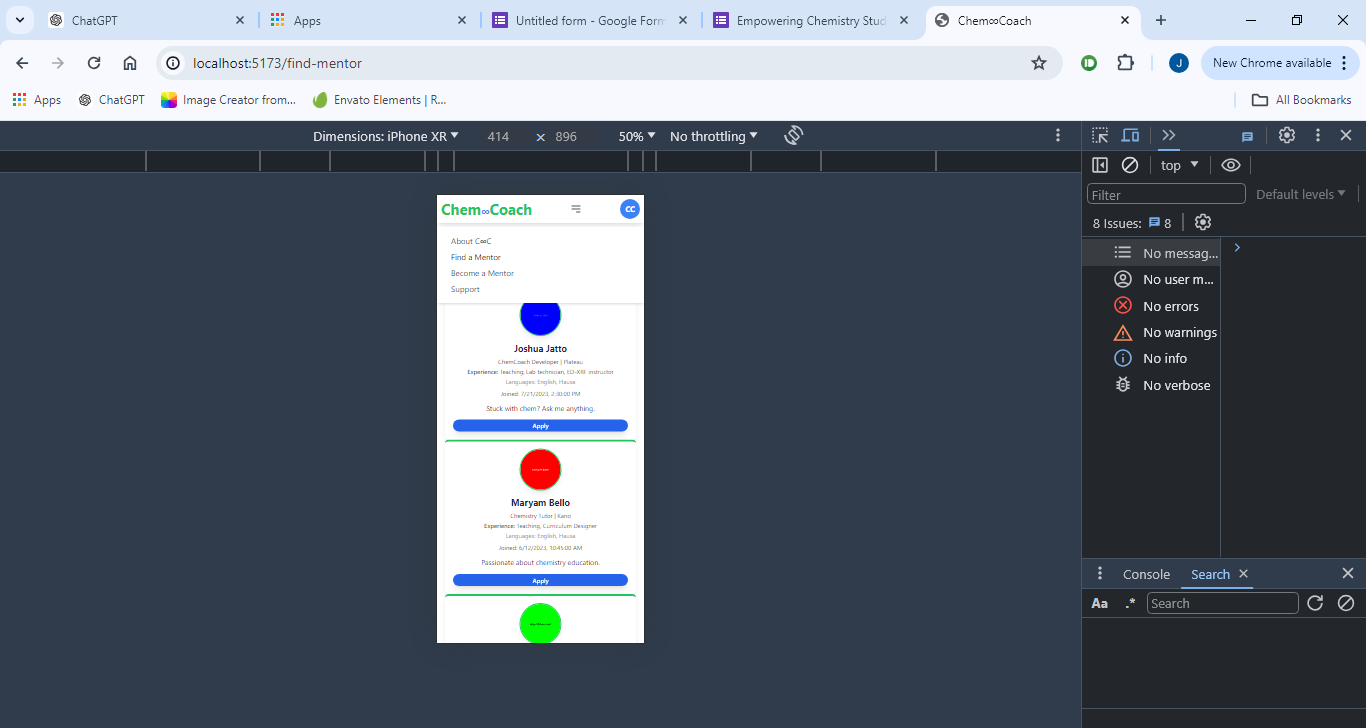 ChatGPT
Apps
Untitled form - Google Form
Empowering Chemistry Stud
Chem∞Coach
localhost:5173/find-mentor
J
New Chrome available
Apps
ChatGPT
Image Creator from...
Envato Elements | R...
All Bookmarks
Dimensions: iPhone XR 414 × 896 50% No throttling
top
Filter
Default levels
8 Issues: 8
No messag...
No user m...
No errors
No warnings
No info
No verbose
Console
Search
Aa .* Search
Chem∞Coach CC
About C∞C
Find a Mentor
Become a Mentor
Support
Joshua Jatto
ChemCoach Developer | Plateau
Experience: Teaching, Lab technician, ED-XRF instructor
Languages: English, Hausa
Joined: 7/21/2023, 2:30:00 PM
Stuck with chem? Ask me anything.
Apply
Maryam Bello
Chemistry Tutor | Kano
Experience: Teaching, Curriculum Designer
Languages: English, Hausa
Joined: 6/12/2023, 10:45:00 AM
Passionate about chemistry education.
Apply